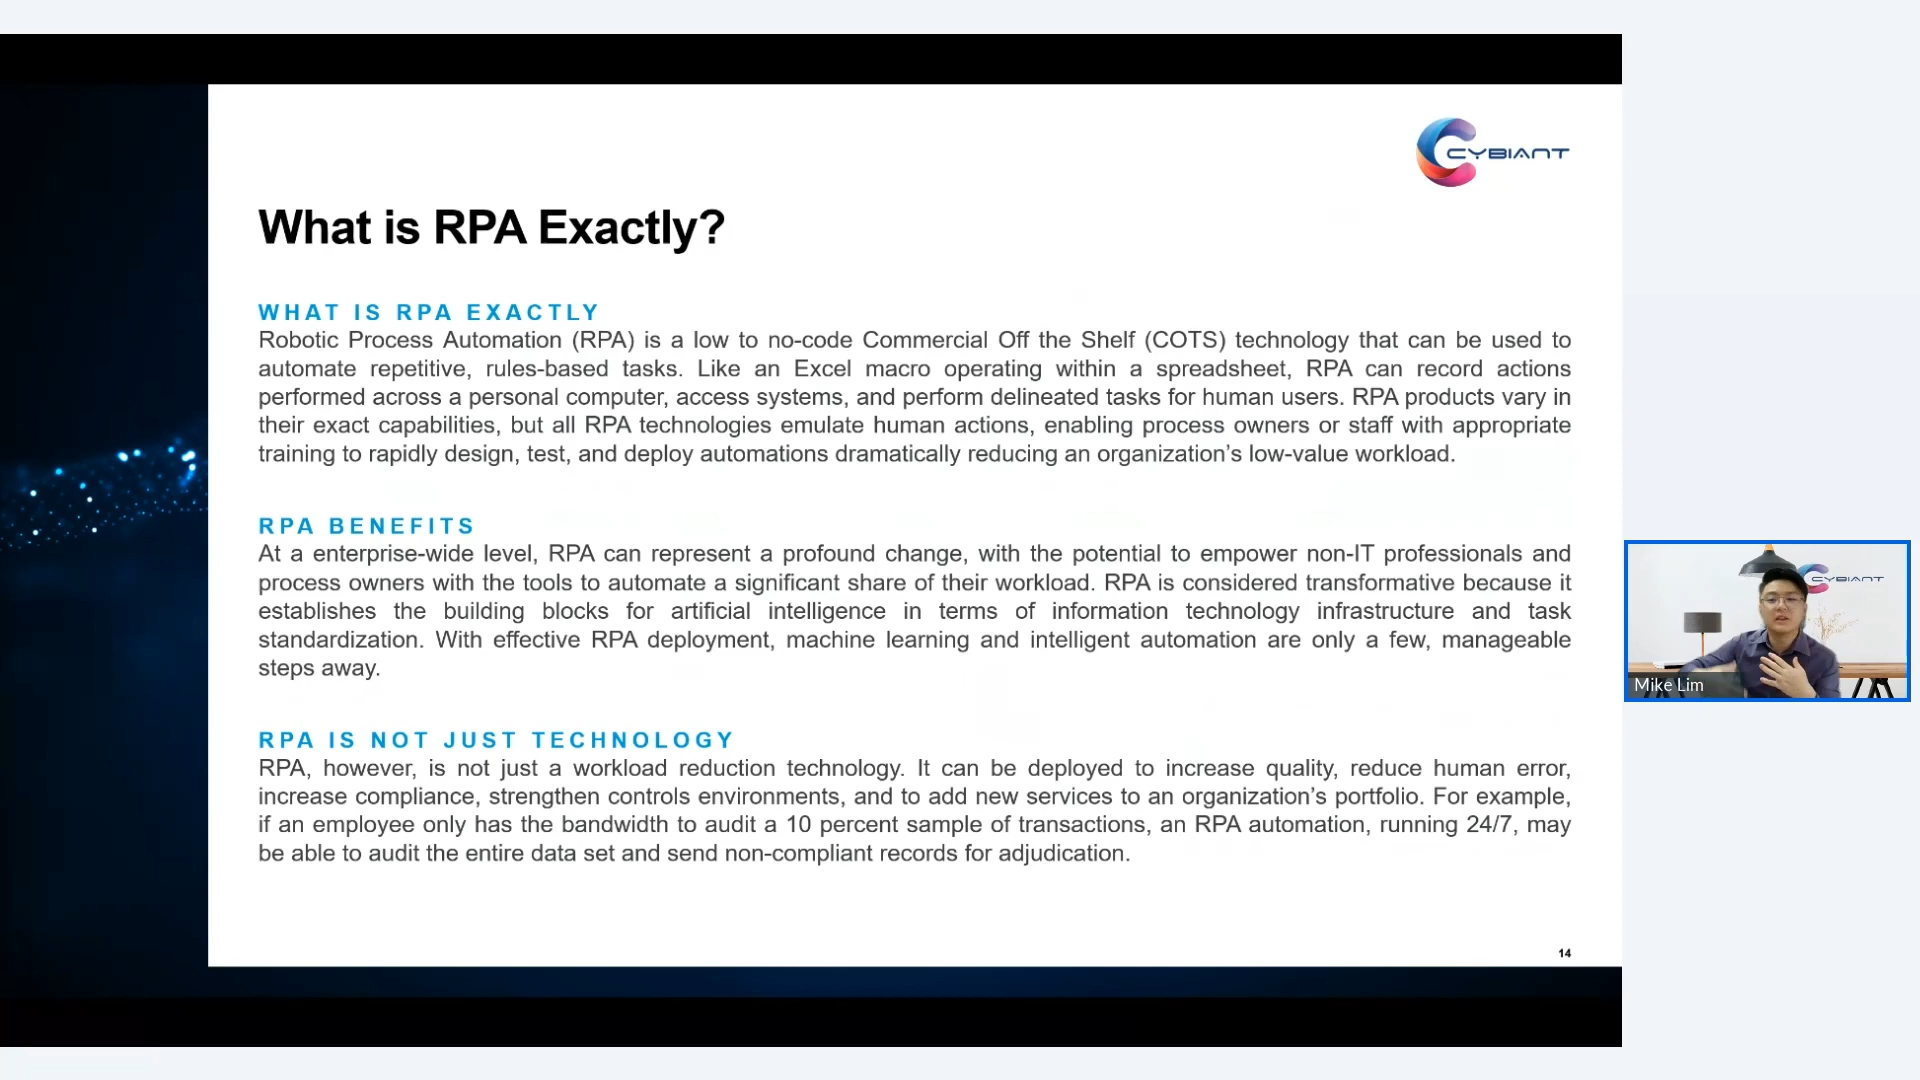 CYBIANT
What is RPA Exactly?
WHAT IS RPA EXACTLY
Robotic Process Automation (RPA) is a low to no-code Commercial Off the Shelf (COTS) technology that can be used to
automate repetitive, rules-based tasks. Like an Excel macro operating within a spreadsheet, RPA can record actions
performed across a personal computer, access systems, and perform delineated tasks for human users. RPA products vary in
their exact capabilities, but all RPA technologies emulate human actions, enabling process owners or staff with appropriate
training to rapidly design, test, and deploy automations dramatically reducing an organization’s low-value workload.
RPA BENEFITS
At a enterprise-wide level, RPA can represent a profound change, with the potential to empower non-IT professionals and
process owners with the tools to automate a significant share of their workload. RPA is considered transformative because it
establishes the building blocks for artificial intelligence in terms of information technology infrastructure and task
standardization. With effective RPA deployment, machine learning and intelligent automation are only a few, manageable
steps away.
RPA IS NOT JUST TECHNOLOGY
RPA, however, is not just a workload reduction technology. It can be deployed to increase quality, reduce human error,
increase compliance, strengthen controls environments, and to add new services to an organization’s portfolio. For example,
if an employee only has the bandwidth to audit a 10 percent sample of transactions, an RPA automation, running 24/7, may
be able to audit the entire data set and send non-compliant records for adjudication.
14
CYBIANT
Mike Lim